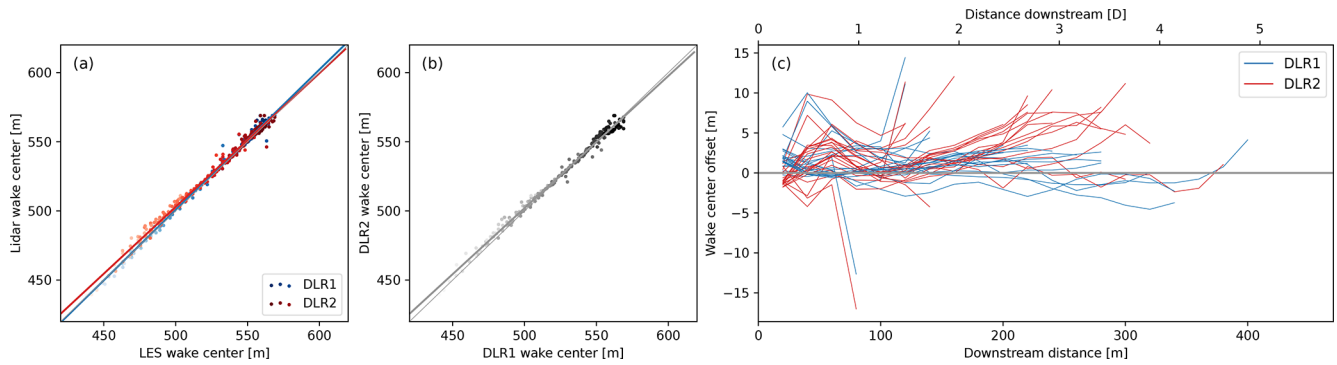 (a)
Lidar wake center [m]
600
550
500
450
450 500 550 600
LES wake center [m]
DLR1
DLR2
(b)
DLR2 wake center [m]
600
550
500
450
450 500 550 600
DLR1 wake center [m]
Distance downstream [D]
0 1 2 3 4 5
(c)
Wake center offset [m]
15
10
5
0
−5
−10
−15
0 100 200 300 400
Downstream distance [m]
DLR1
DLR2